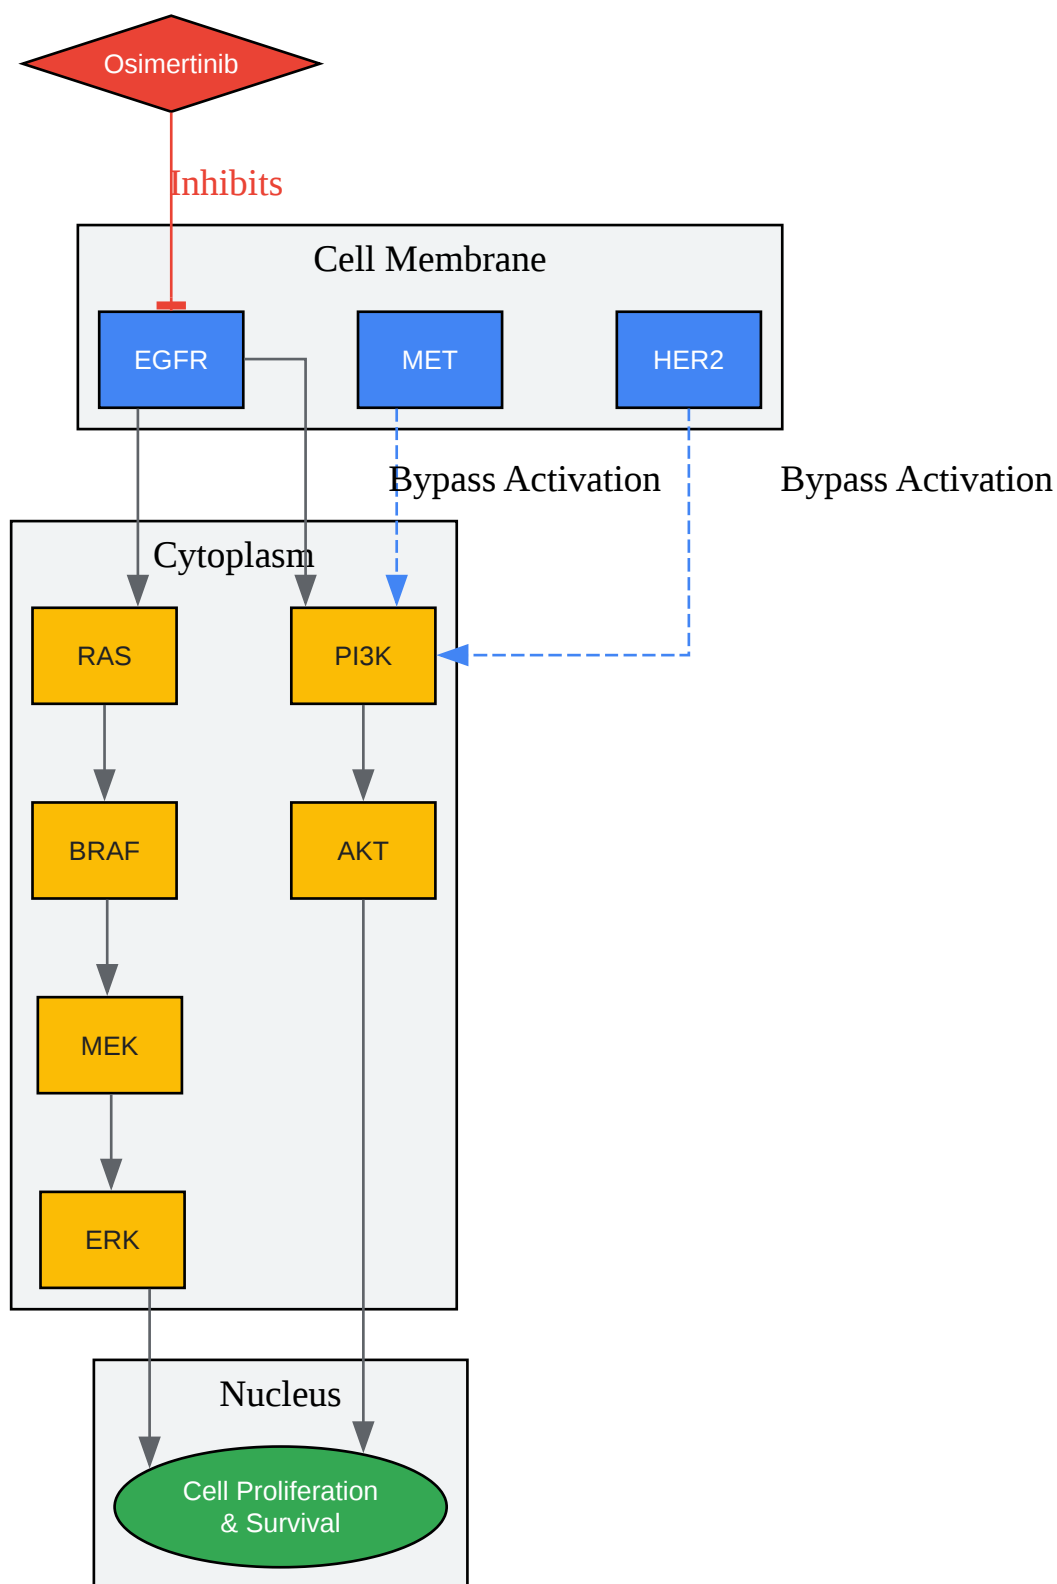 Osimertinib
Inhibits
Cell Membrane
EGFR
MET
HER2
Bypass Activation
Bypass Activation
Cytoplasm
RAS
PI3K
BRAF
AKT
MEK
ERK
Nucleus
Cell Proliferation
& Survival